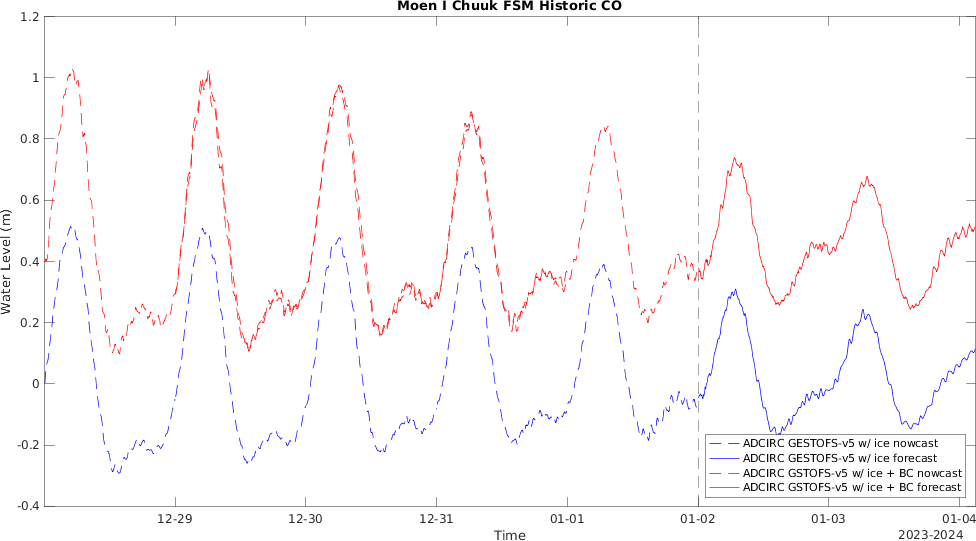 Moen I Chuuk FSM Historic CO
1.2
1
0.8
0.6
0.4
0.2
0
-0.2
-0.4
Water Level (m)
ADCIRC GESTOFS-v5 w/ ice nowcast
ADCIRC GESTOFS-v5 w/ ice forecast
ADCIRC GSTOFS-v5 w/ ice + BC nowcast
ADCIRC GSTOFS-v5 w/ ice + BC forecast
12-29 12-30 12-31 01-01 01-02 01-03 01-04
Time
2023-2024